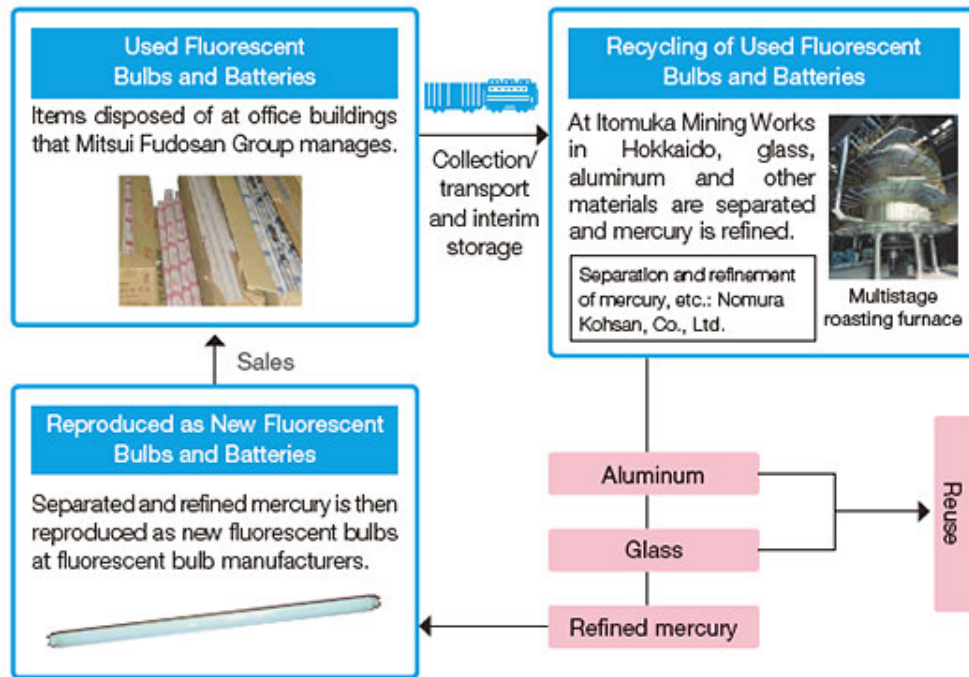 Used Fluorescent
Bulbs and Batteries
Items disposed of at office buildings
that Mitsui Fudosan Group manages.
Collection/
transport
and interim
storage
Recycling of Used Fluorescent
Bulbs and Batteries
At Itomuka Mining Works
in Hokkaido, glass,
aluminum and other
materials are separated
and mercury is refined.
Separation and refinement
of mercury, etc.: Nomura
Kohsan, Co., Ltd.
Multistage
roasting furnace
Sales
Reproduced as New Fluorescent
Bulbs and Batteries
Separated and refined mercury is then
reproduced as new fluorescent bulbs
at fluorescent bulb manufacturers.
Aluminum
Glass
Refined mercury
Reuse